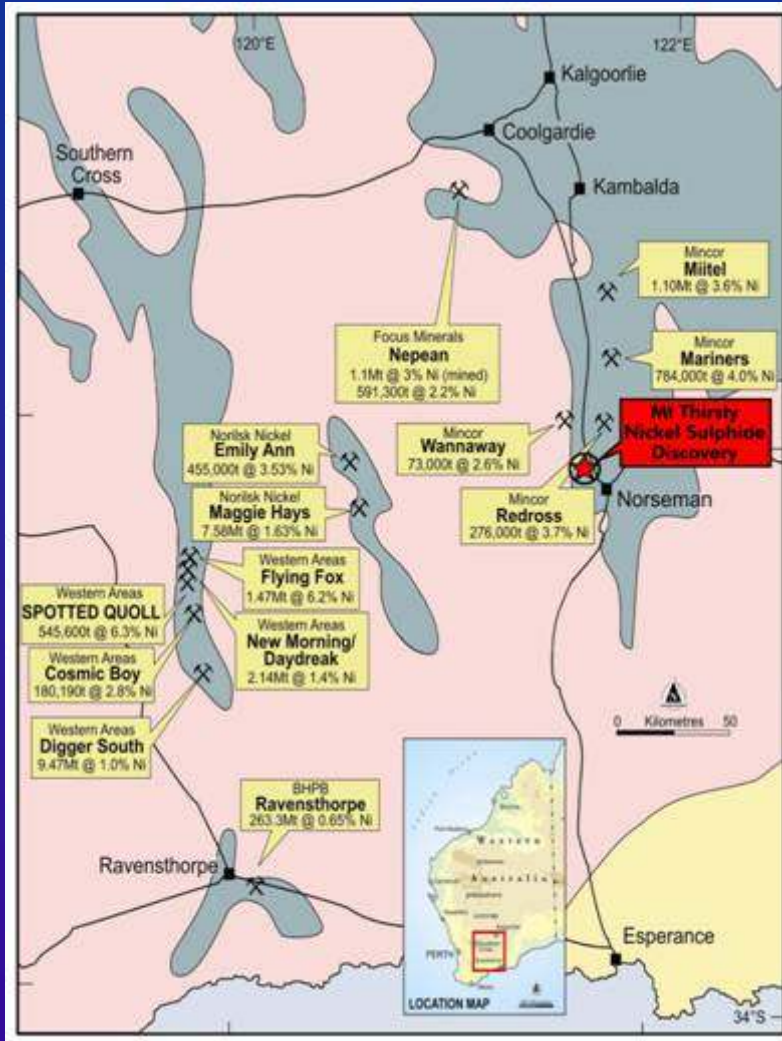 120°E
122°E
Kalgoorlie
Coolgardie
Southern
Cross
Kambalda
Mincor
Miitel
1.10Mt @ 3.6% Ni
Focus Minerals
Nepean
1.1Mt @ 3% Ni (mined)
591,300t @ 2.2% Ni
Mincor
Mariners
784,000t @ 4.0% Ni
Mt Thirsty
Nickel Sulphide
Discovery
Mincor
Wannaway
73,000t @ 2.6% Ni
Norilsk Nickel
Emily Ann
455,000t @ 3.53% Ni
Mincor
Redross
276,000t @ 3.7% Ni
Norseman
Norilsk Nickel
Maggie Hays
7.58Mt @ 1.63% Ni
Western Areas
Flying Fox
1.47Mt @ 6.2% Ni
Western Areas
SPOTTED QUOLL
545,600t @ 6.3% Ni
Western Areas
New Morning/
Daydreak
2.14Mt @ 1.4% Ni
Western Areas
Cosmic Boy
180,190t @ 2.8% Ni
Western Areas
Digger South
9.47Mt @ 1.0% Ni
N
0 Kilometres 50
BHPB
Ravensthorpe
263.3Mt @ 0.65% Ni
Ravensthorpe
Western
Australia
PERTH
LOCATION MAP
Esperance
34°S